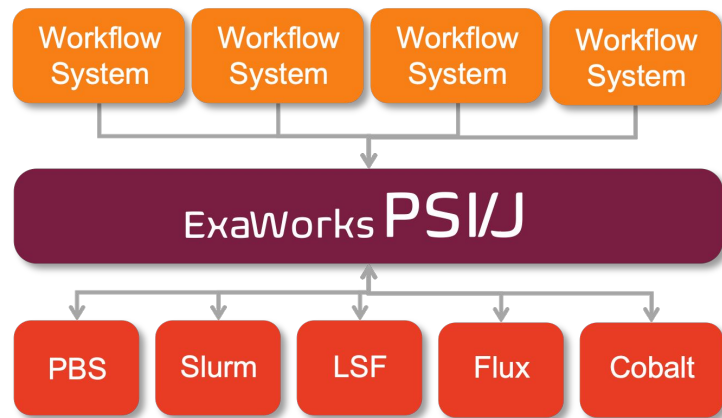 Workflow
System
Workflow
System
Workflow
System
Workflow
System
ExaWorks PSI/J
PBS
Slurm
LSF
Flux
Cobalt